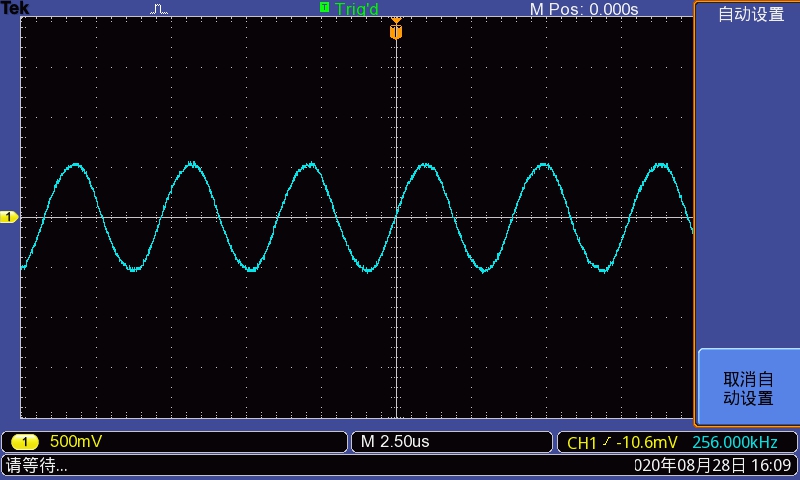 Tek
T Trig'd
M Pos: 0.000s
自动设置
T
1
取消自
动设置
1 500mV
M 2.50us
CH1 -10.6mV 256.000kHz
请等待...
020年08月28日 16:09